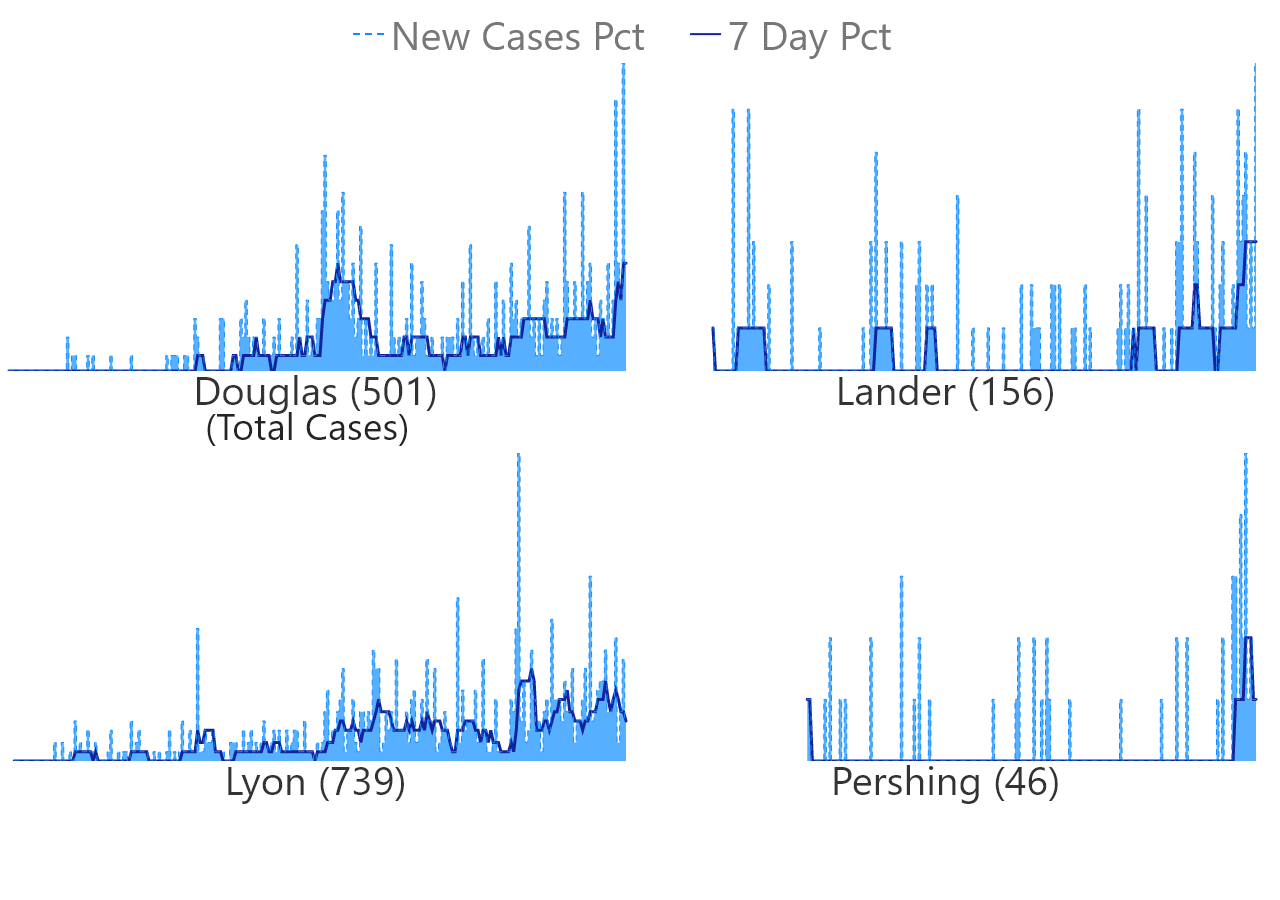 New Cases Pct 7 Day Pct
Douglas (501)
(Total Cases)
Lander (156)
Lyon (739)
Pershing (46)